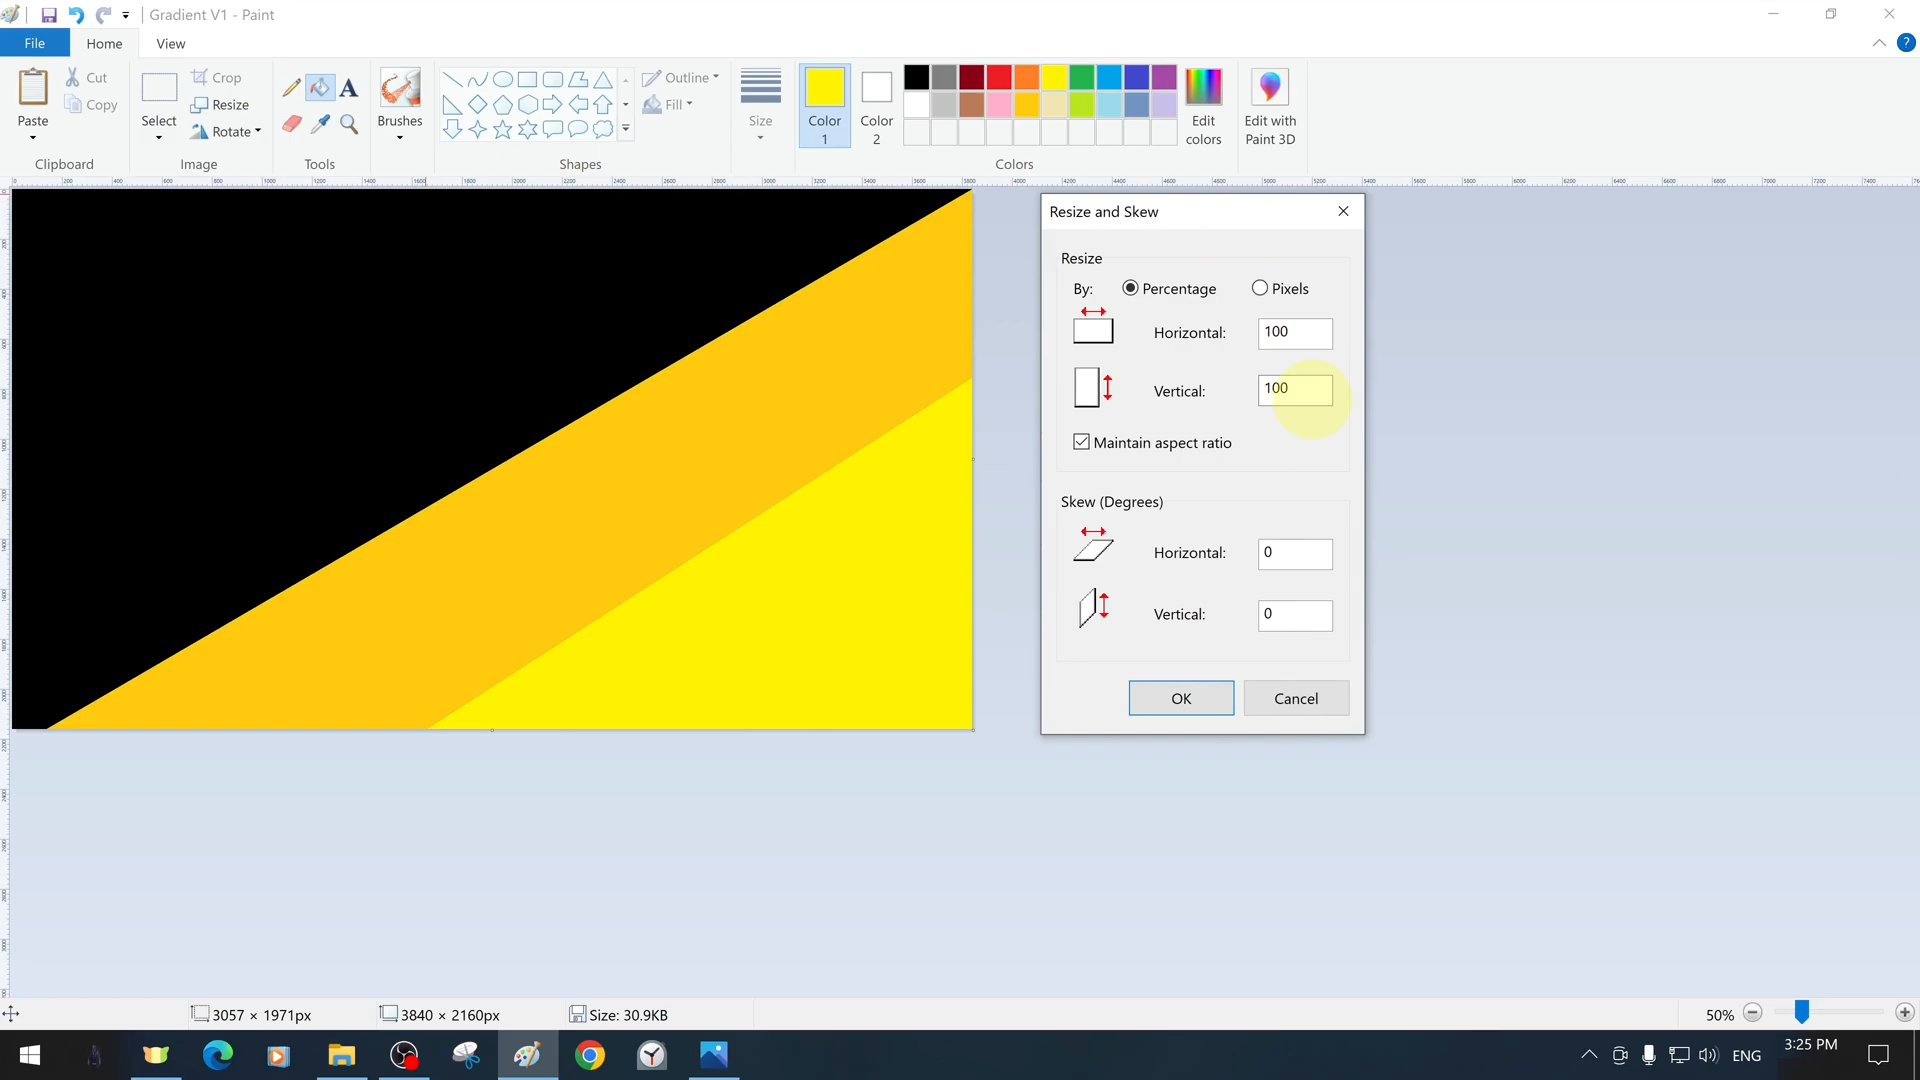 Gradient V1 - Paint
File
Home
View
?
Paste
Cut
Copy
Clipboard
Select
Crop
Resize
Rotate
Image
A
Tools
Brushes
Outline
Fill
Shapes
Size
Color 1
Color 2
Edit colors
Colors
Edit with Paint 3D
Resize and Skew
Resize
By: Percentage Pixels
Horizontal: 100
Vertical: 100
Maintain aspect ratio
Skew (Degrees)
Horizontal: 0
Vertical: 0
OK Cancel
3057 × 1971px 3840 × 2160px Size: 30.9KB 50%
ENG 3:25 PM